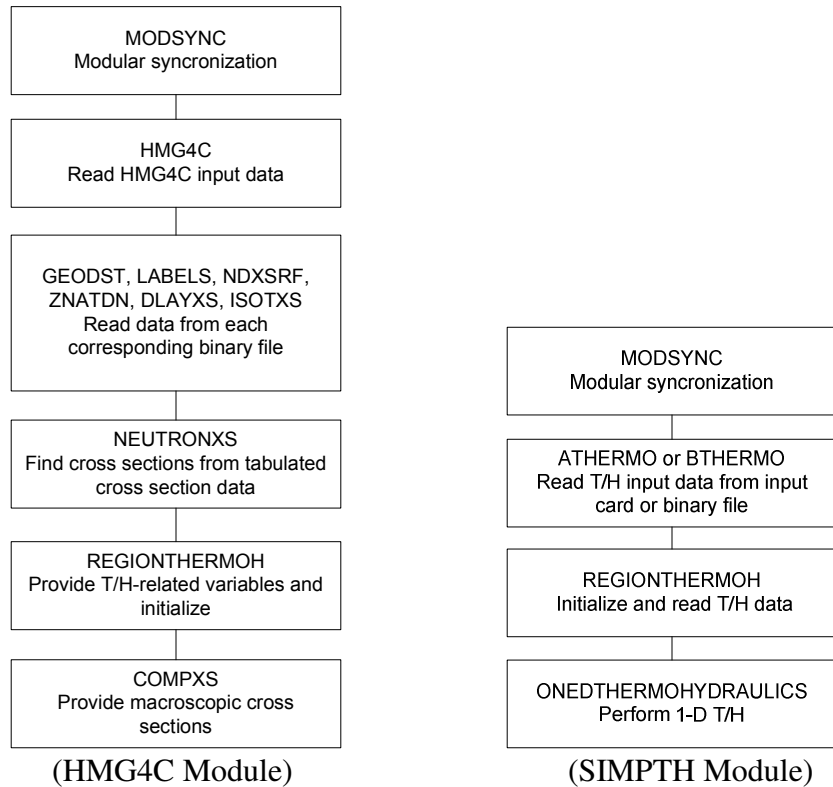 MODSYNC
Modular syncronization
HMG4C
Read HMG4C input data
GEODST, LABELS, NDXSRF,
ZNATDN, DLAYXS, ISOTXS
Read data from each
corresponding binary file
NEUTRONXS
Find cross sections from tabulated
cross section data
REGIONTHERMOH
Provide T/H-related variables and
initialize
COMPXS
Provide macroscopic cross
sections
(HMG4C Module)
MODSYNC
Modular syncronization
ATHERMO or BTHERMO
Read T/H input data from input
card or binary file
REGIONTHERMOH
Initialize and read T/H data
ONEDTHERMOHYDRAULICS
Perform 1-D T/H
(SIMPTH Module)